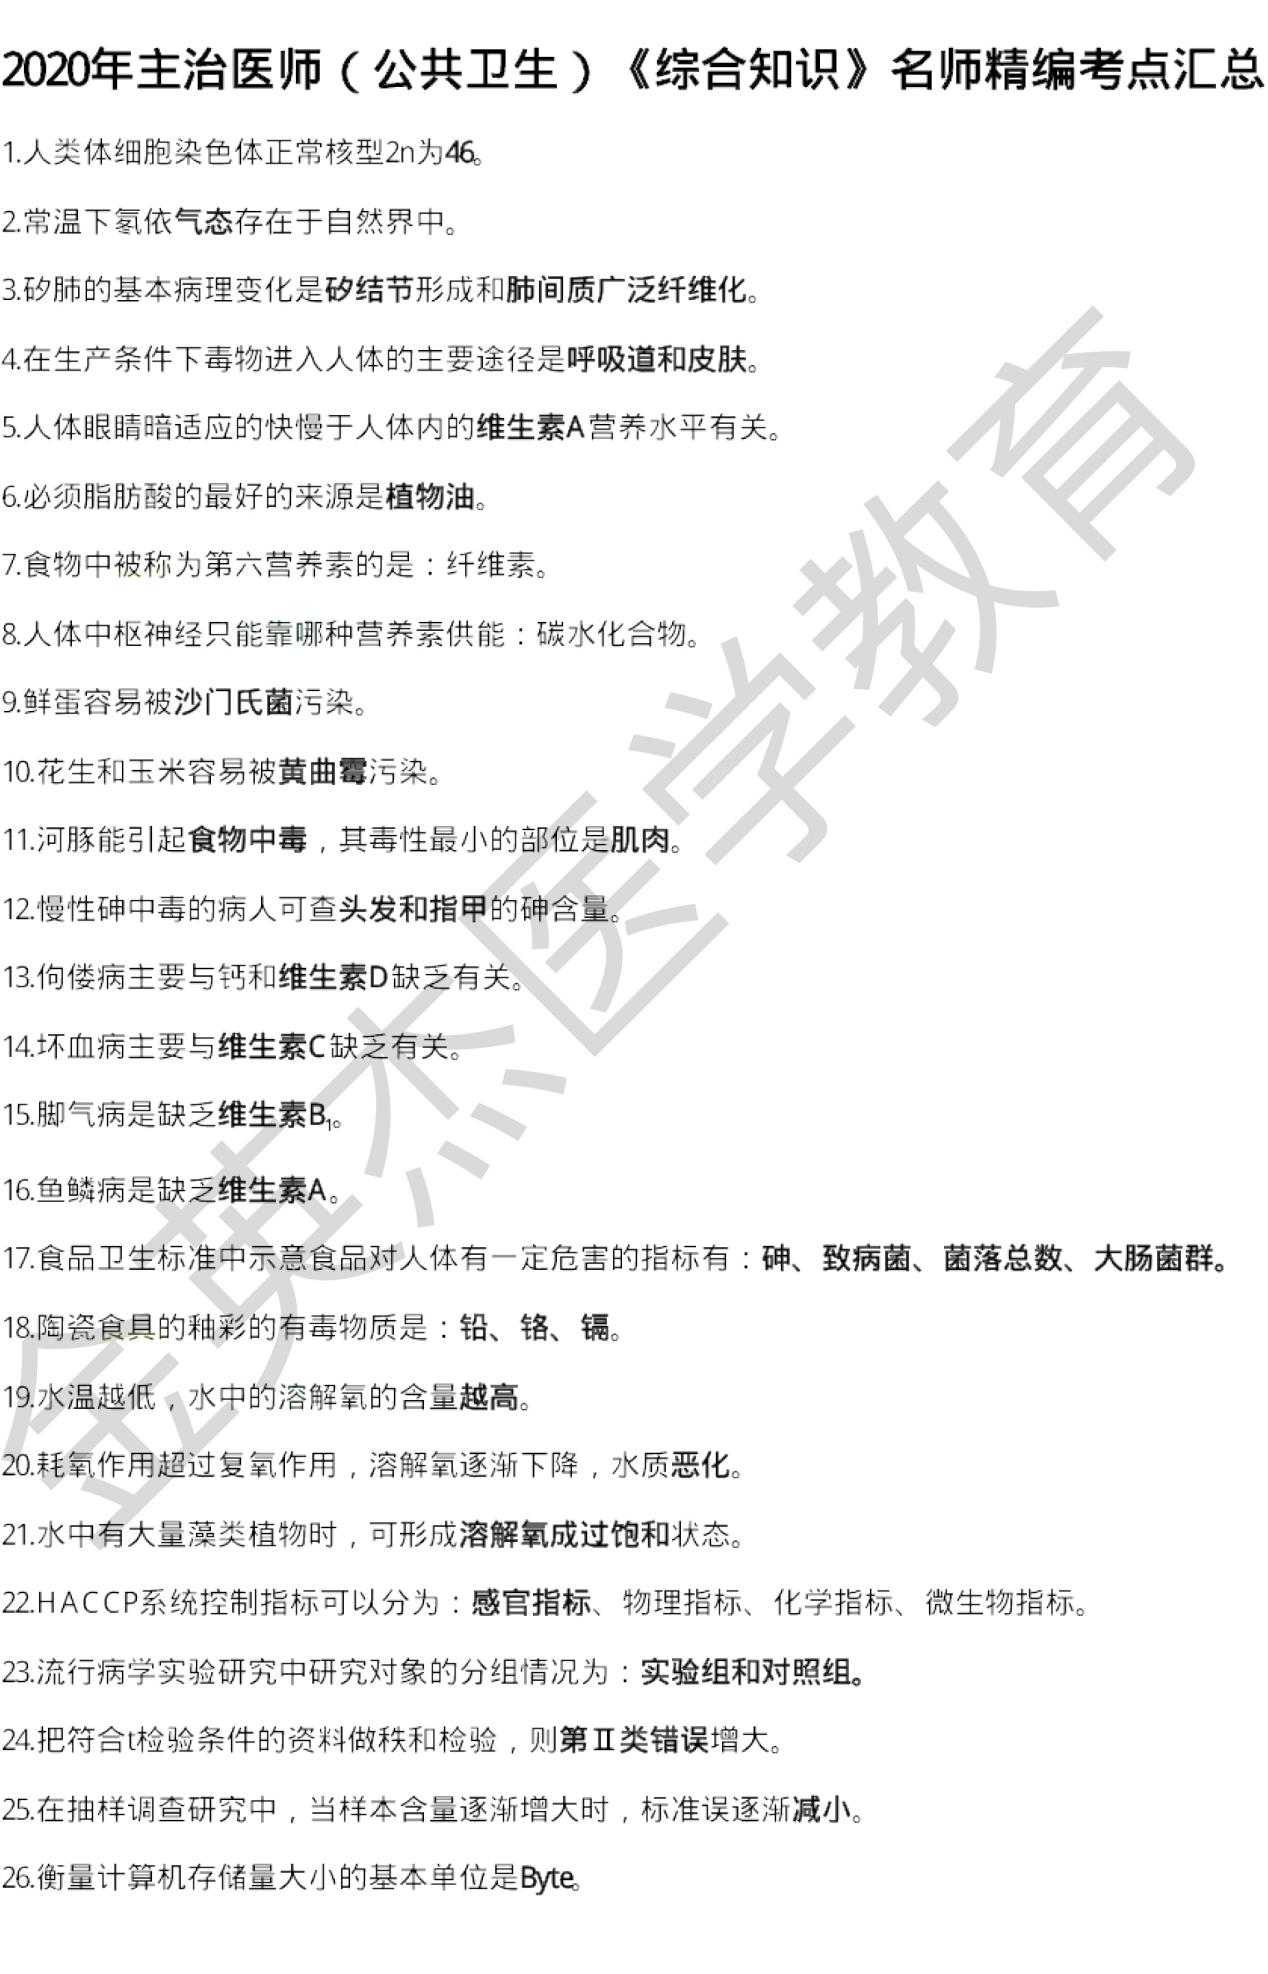 2020年主治医师（公共卫生）《综合知识》名师精编考点汇总
1.人类体细胞染色体正常核型2n为46。
2.常温下氡依气态存在于自然界中。
3.矽肺的基本病理变化是矽结节形成和肺间质广泛纤维化。
4.在生产条件下毒物进入人体的主要途径是呼吸道和皮肤。
5.人体眼睛暗适应的快慢于人体内的维生素A营养水平有关。
6.必须脂肪酸的最好的来源是植物油。
7.食物中被称为第六营养素的是：纤维素。
8.人体中枢神经只能靠哪种营养素供能：碳水化合物。
9.鲜蛋容易被沙门氏菌污染。
10.花生和玉米容易被黄曲霉污染。
11.河豚能引起食物中毒，其毒性最小的部位是肌肉。
12.慢性砷中毒的病人可查头发和指甲的砷含量。
13.佝偻病主要与钙和维生素D缺乏有关。
14.坏血病主要与维生素C缺乏有关。
15.脚气病是缺乏维生素B₁。
16.鱼鳞病是缺乏维生素A。
17.食品卫生标准中示意食品对人体有一定危害的指标有：砷、致病菌、菌落总数、大肠菌群。
18.陶瓷食具的釉彩的有毒物质是：铅、铬、镉。
19.水温越低，水中的溶解氧的含量越高。
20.耗氧作用超过复氧作用，溶解氧逐渐下降，水质恶化。
21.水中有大量藻类植物时，可形成溶解氧成过饱和状态。
22.HACCP系统控制指标可以分为：感官指标、物理指标、化学指标、微生物指标。
23.流行病学实验研究中研究对象的分组情况为：实验组和对照组。
24.把符合t检验条件的资料做秩和检验，则第Ⅱ类错误增大。
25.在抽样调查研究中，当样本含量逐渐增大时，标准误逐渐减小。
26.衡量计算机存储量大小的基本单位是Byte。
金英杰医学教育